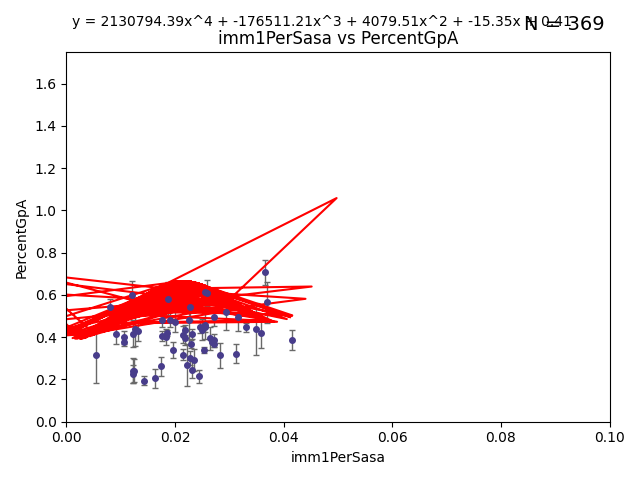 y = 2130794.39x^4 + -176511.21x^3 + 4079.51x^2 + -15.35x + 0.41
N = 369
imm1PerSasa vs PercentGpA
PercentGpA
1.6
1.4
1.2
1.0
0.8
0.6
0.4
0.2
0.0
0.00 0.02 0.04 0.06 0.08 0.10
imm1PerSasa